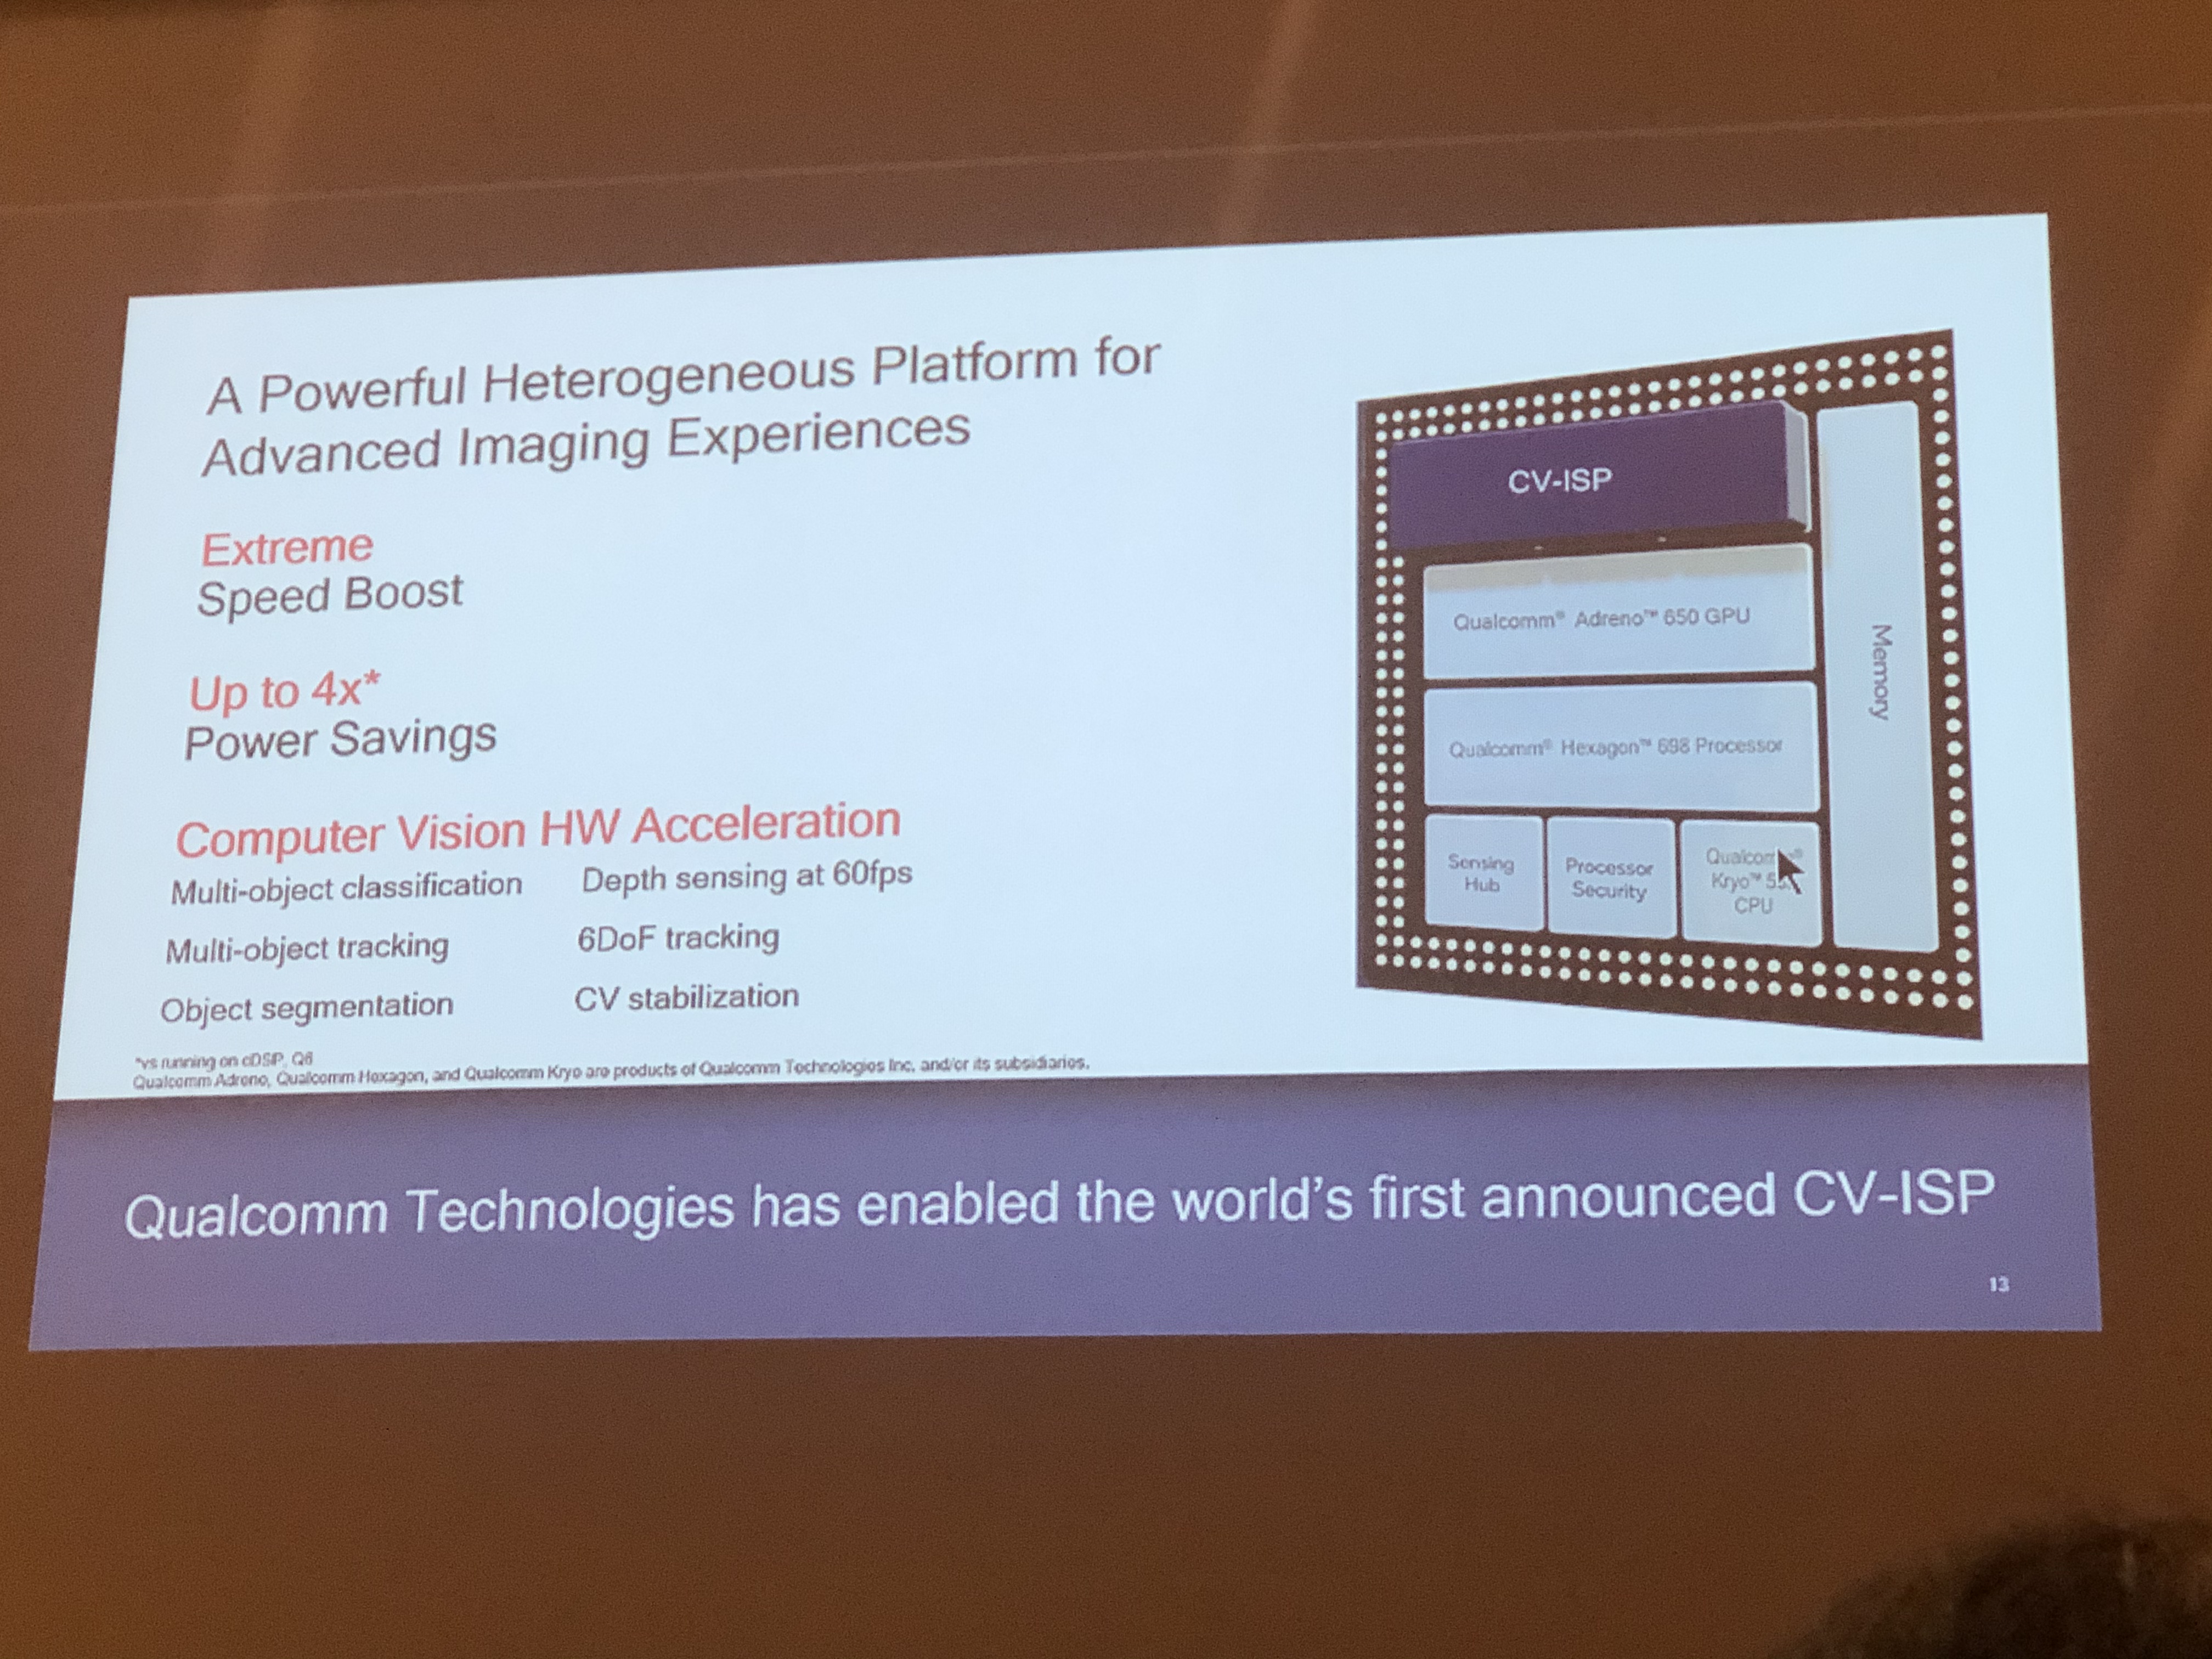 A Powerful Heterogeneous Platform for
Advanced Imaging Experiences
Extreme
Speed Boost
Up to 4x*
Power Savings
Computer Vision HW Acceleration
Multi-object classification
Multi-object tracking
Object segmentation
Depth sensing at 60fps
6DoF tracking
CV stabilization
*vs running on cDSP, Q6
Qualcomm Adreno, Qualcomm Hexagon, and Qualcomm Kryo are products of Qualcomm Technologies Inc. and/or its subsidiaries.
CV-ISP
Qualcomm® Adreno™ 650 GPU
Qualcomm® Hexagon™ 698 Processor
Sensing
Hub
Processor
Security
Kryo™
CPU
Memory
Qualcomm Technologies has enabled the world's first announced CV-ISP
13